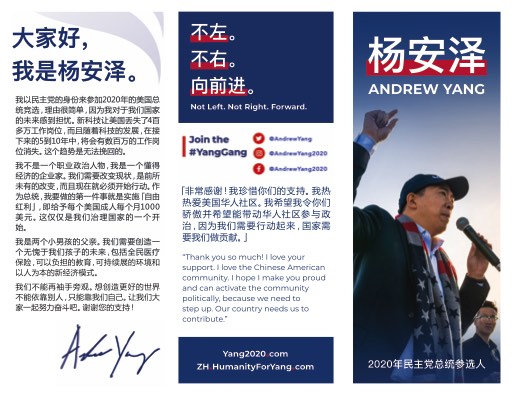 大家好，
我是杨安泽。
我以民主党的身份来参加2020年的美国总
统竞选，理由很简单，因为我对于我们国家
的未来感到担忧。新科技让美国丢失了4百
多万工作岗位，而且随着科技的发展，在接
下来的5到10年中，将会有数百万的工作岗
位消失。这个趋势是无法挽回的。
我不是一个职业政治人物，我是一个懂得
经济的企业家。我们需要改变现状，是前所
未有的改变，而且现在就必须开始行动。作
为总统，我要做的第一件事就是实施「自由
红利」，即给予每个美国成年人每个月1000
美元。这仅仅是我们治理国家的一个开
始。
我是两个小男孩的父亲。我们需要创造一
个无愧于我们孩子的未来，包括全民医疗
保险，可以负担的教育，可持续展的环境和
以人为本的新经济模式。
我们不能再袖手旁观。想创造更好的世界
不能依靠别人，只能靠我们自己。让我们大
家一起努力奋斗吧。谢谢您的支持！
Andrew Yang
不左。
不右。
向前进。
Not Left. Not Right. Forward.
Join the
#YangGang
@AndrewYang
@AndrewYang2020
@AndrewYang2020
「非常感谢！我珍惜你们的支持。我热
热爱美国华人社区。我希望我令你们
骄傲并希望能带动华人社区参与政
治，因为我们需要行动起来，国家需
要我们做贡献。」
“Thank you so much! I love your
support. I love the Chinese American
community. I hope I make you proud
and can activate the community
politically, because we need to
step up. Our country needs us to
contribute.”
Yang2020.com
ZH.HumanityForYang.com
杨安泽
ANDREW YANG
2020年民主党总统参选人